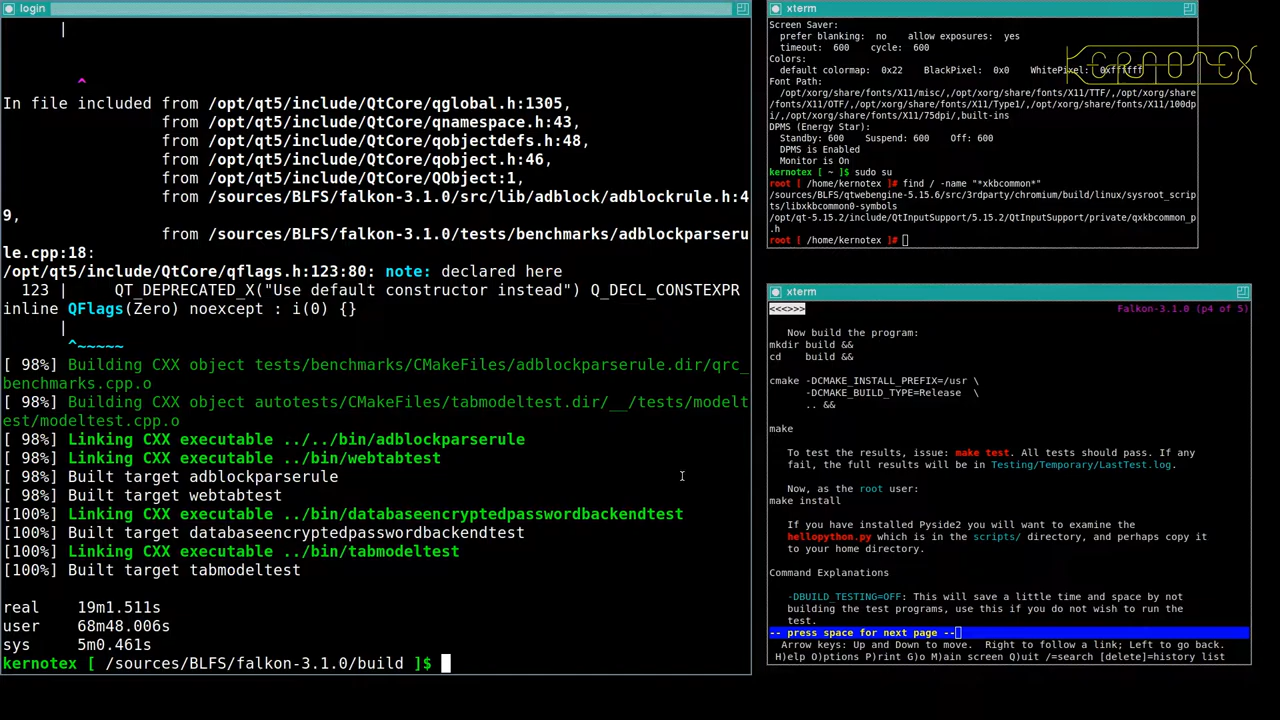 login
|
^
In file included from /opt/qt5/include/QtCore/qglobal.h:1305,
from /opt/qt5/include/QtCore/qnamespace.h:43,
from /opt/qt5/include/QtCore/qobjectdefs.h:48,
from /opt/qt5/include/QtCore/qobject.h:46,
from /opt/qt5/include/QtCore/QObject:1,
from /sources/BLFS/falkon-3.1.0/src/lib/adblock/adblockrule.h:4
9,
from /sources/BLFS/falkon-3.1.0/tests/benchmarks/adblockparseru
le.cpp:18:
/opt/qt5/include/QtCore/qflags.h:123:80: note: declared here
123 |     QT_DEPRECATED_X("Use default constructor instead") Q_DECL_CONSTEXPR
inline QFlags(Zero) noexcept : i(0) {}
|
^~~~~~
[ 98%] Building CXX object tests/benchmarks/CMakeFiles/adblockparserule.dir/qrc_
benchmarks.cpp.o
[ 98%] Building CXX object autotests/CMakeFiles/tabmodeltest.dir/__/tests/modelt
est/modeltest.cpp.o
[ 98%] Linking CXX executable ../../bin/adblockparserule
[ 98%] Linking CXX executable ../bin/webtabtest
[ 98%] Built target adblockparserule
[ 98%] Built target webtabtest
[100%] Linking CXX executable ../bin/databaseencryptedpasswordbackendtest
[100%] Built target databaseencryptedpasswordbackendtest
[100%] Linking CXX executable ../bin/tabmodeltest
[100%] Built target tabmodeltest
real    19m1.511s
user    68m48.006s
sys     5m0.461s
kernotex [ /sources/BLFS/falkon-3.1.0/build ]$
xterm
Screen Saver:
prefer blanking:  no    allow exposures:  yes
timeout:  600    cycle:  600
Colors:
default colormap:  0x22    BlackPixel:  0x0    WhitePixel:  0xffffff
Font Path:
/opt/xorg/share/fonts/X11/misc/,/opt/xorg/share/fonts/X11/TTF/,/opt/xorg/share
/fonts/X11/OTF/,/opt/xorg/share/fonts/X11/Type1/,/opt/xorg/share/fonts/X11/100dp
i/,/opt/xorg/share/fonts/X11/75dpi/,built-ins
DPMS (Energy Star):
Standby: 600    Suspend: 600    Off: 600
DPMS is Enabled
Monitor is On
kernotex [ ~ ]$ sudo su
root [ /home/kernotex ]# find / -name "*xkbcommon*"
/sources/BLFS/qtwebengine-5.15.6/src/3rdparty/chromium/build/linux/sysroot_scrip
ts/libxkbcommon0-symbols
/opt/qt-5.15.2/include/QtInputSupport/5.15.2/QtInputSupport/private/qxkbcommon_p
.h
root [ /home/kernotex ]#
KERNOTEX
xterm
<<<>>>
Falkon-3.1.0 (p4 of 5)
Now build the program:
mkdir build &&
cd    build &&
cmake -DCMAKE_INSTALL_PREFIX=/usr \
-DCMAKE_BUILD_TYPE=Release  \
.. &&
make
To test the results, issue: make test. All tests should pass. If any
fail, the full results will be in Testing/Temporary/LastTest.log.
Now, as the root user:
make install
If you have installed Pyside2 you will want to examine the
hellopython.py which is in the scripts/ directory, and perhaps copy it
to your home directory.
Command Explanations
-DBUILD_TESTING=OFF: This will save a little time and space by not
building the test programs, use this if you do not wish to run the
test.
-- press space for next page --
Arrow keys: Up and Down to move.  Right to follow a link; Left to go back.
H)elp O)ptions P)rint G)o M)ain screen Q)uit /=search [delete]=history list